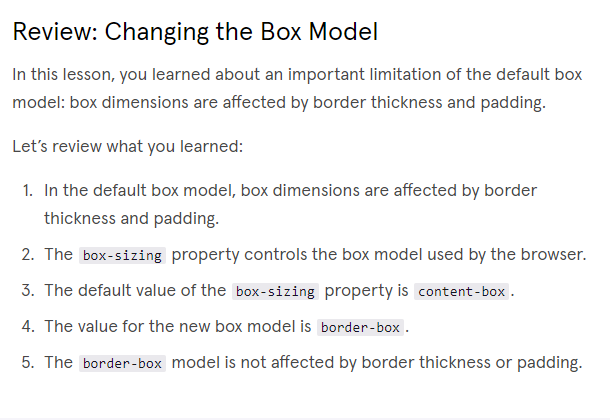 Review: Changing the Box Model
In this lesson, you learned about an important limitation of the default box
model: box dimensions are affected by border thickness and padding.
Let’s review what you learned:
1. In the default box model, box dimensions are affected by border
thickness and padding.
2. The box-sizing property controls the box model used by the browser.
3. The default value of the box-sizing property is content-box.
4. The value for the new box model is border-box.
5. The border-box model is not affected by border thickness or padding.